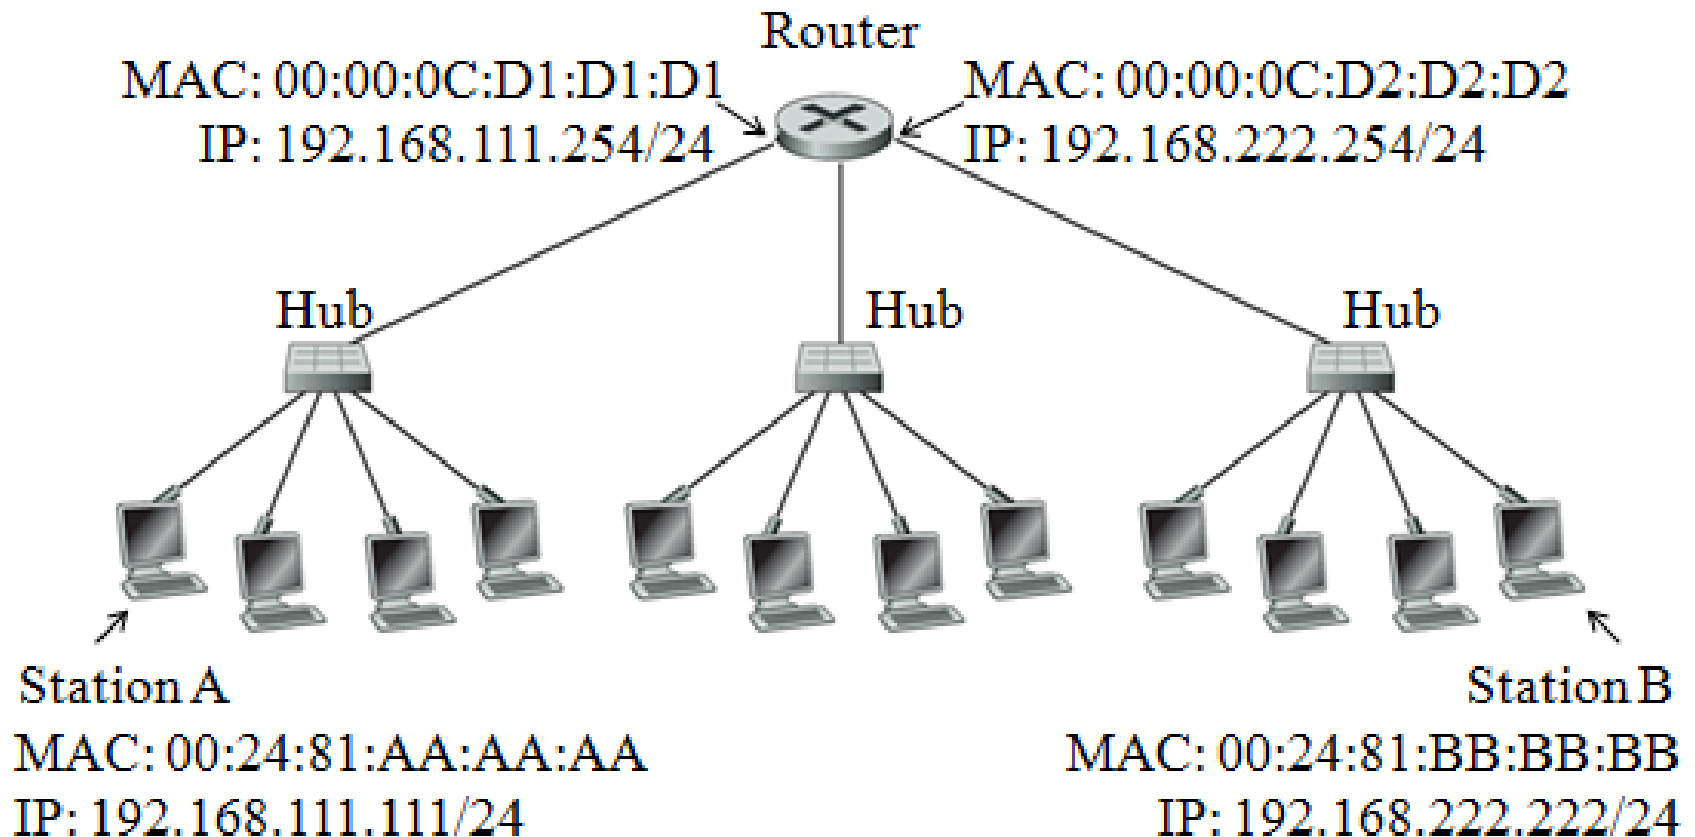 Router
MAC: 00:00:0C:D1:D1:D1
IP: 192.168.111.254/24
MAC: 00:00:0C:D2:D2:D2
IP: 192.168.222.254/24
Hub
Hub
Hub
Station A
MAC: 00:24:81:AA:AA:AA
IP: 192.168.111.111/24
Station B
MAC: 00:24:81:BB:BB:BB
IP: 192.168.222.222/24